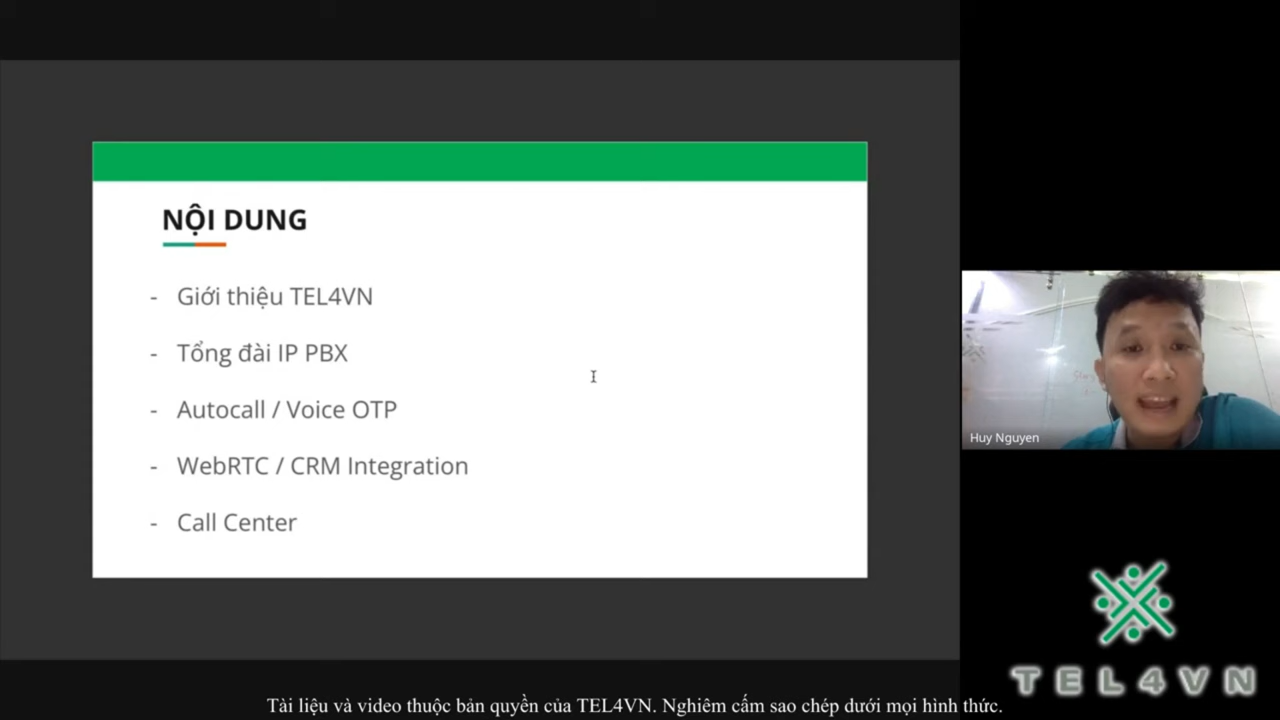 NỘI DUNG
- Giới thiệu TEL4VN
- Tổng đài IP PBX
- Autocall / Voice OTP
- WebRTC / CRM Integration
- Call Center
Huy Nguyen
TEL4VN
Tài liệu và video thuộc bản quyền của TEL4VN. Nghiêm cấm sao chép dưới mọi hình thức.